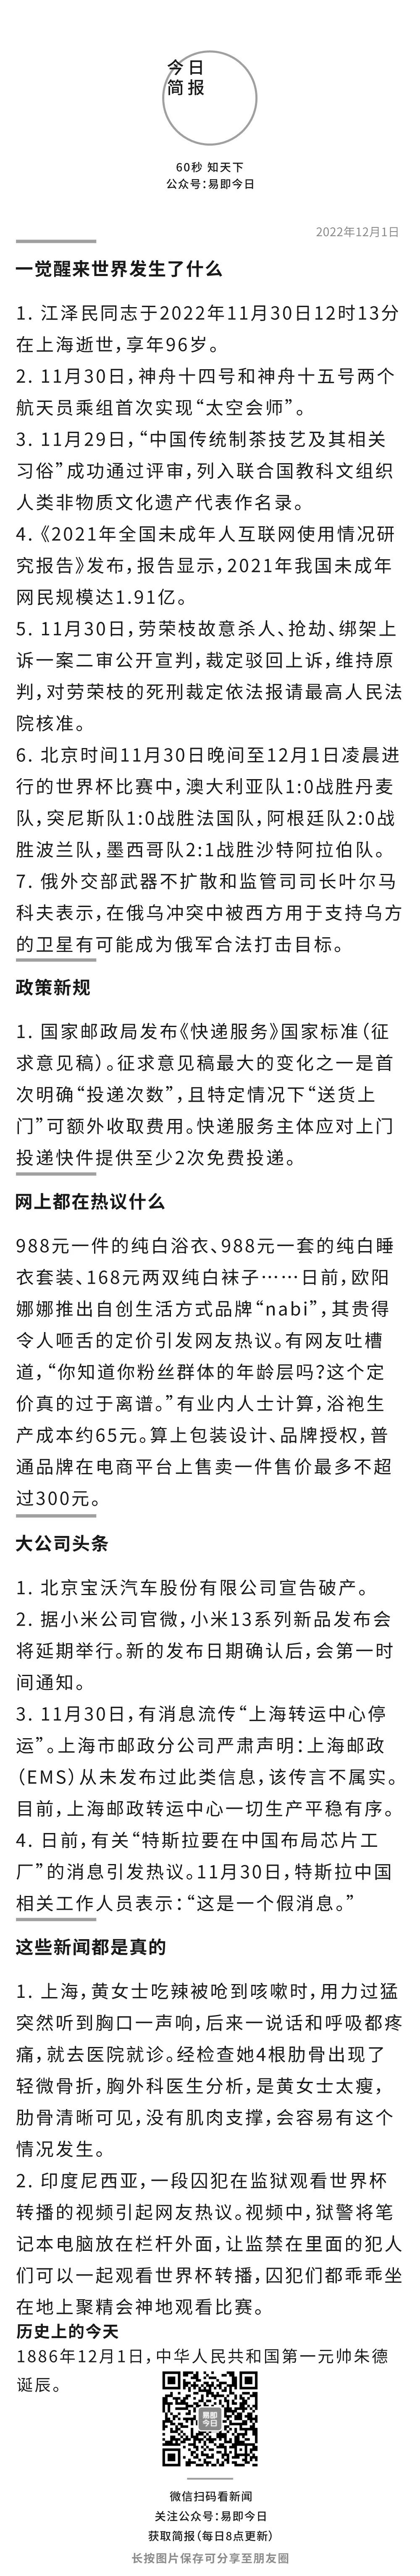 今日
简报
60秒 知天下
公众号：易即今日
2022年12月1日
一觉醒来世界发生了什么
1. 江泽民同志于2022年11月30日12时13分
在上海逝世，享年96岁。
2. 11月30日，神舟十四号和神舟十五号两个
航天员乘组首次实现“太空会师”。
3. 11月29日，“中国传统制茶技艺及其相关
习俗”成功通过评审，列入联合国教科文组织
人类非物质文化遗产代表作名录。
4.《2021年全国未成年人互联网使用情况研
究报告》发布，报告显示，2021年我国未成年
网民规模达1.91亿。
5. 11月30日，劳荣枝故意杀人、抢劫、绑架上
诉一案二审公开宣判，裁定驳回上诉，维持原
判，对劳荣枝的死刑裁定依法报请最高人民法
院核准。
6. 北京时间11月30日晚间至12月1日凌晨进
行的世界杯比赛中，澳大利亚队1:0战胜丹麦
队，突尼斯队1:0战胜法国队，阿根廷队2:0战
胜波兰队，墨西哥队2:1战胜沙特阿拉伯队。
7. 俄外交部武器不扩散和监管司司长叶尔马
科夫表示，在俄乌冲突中被西方用于支持乌方
的卫星有可能成为俄军合法打击目标。
政策新规
1. 国家邮政局发布《快递服务》国家标准（征
求意见稿）。征求意见稿最大的变化之一是首
次明确“投递次数”，且特定情况下“送货上
门”可额外收取费用。快递服务主体应对上门
投递快件提供至少2次免费投递。
网上都在热议什么
988元一件的纯白浴衣、988元一套的纯白睡
衣套装、168元两双纯白袜子……日前，欧阳
娜娜推出自创生活方式品牌“nabi”，其贵得
令人咂舌的定价引发网友热议。有网友吐槽
道，“你知道你粉丝群体的年龄层吗？这个定
价真的过于离谱。”有业内人士计算，浴袍生
产成本约65元。算上包装设计、品牌授权，普
通品牌在电商平台上售卖一件售价最多不超
过300元。
大公司头条
1. 北京宝沃汽车股份有限公司宣告破产。
2. 据小米公司官微，小米13系列新品发布会
将延期举行。新的发布日期确认后，会第一时
间通知。
3. 11月30日，有消息流传“上海转运中心停
运”。上海市邮政分公司严肃声明：上海邮政
（EMS）从未发布过此类信息，该传言不属实。
目前，上海邮政转运中心一切生产平稳有序。
4. 日前，有关“特斯拉要在中国布局芯片工
厂”的消息引发热议。11月30日，特斯拉中国
相关工作人员表示：“这是一个假消息。”
这些新闻都是真的
1. 上海，黄女士吃辣被呛到咳嗽时，用力过猛
突然听到胸口一声响，后来一说话和呼吸都疼
痛，就去医院就诊。经检查她4根肋骨出现了
轻微骨折，胸外科医生分析，是黄女士太瘦，
肋骨清晰可见，没有肌肉支撑，会容易有这个
情况发生。
2. 印度尼西亚，一段囚犯在监狱观看世界杯
转播的视频引起网友热议。视频中，狱警将笔
记本电脑放在栏杆外面，让监禁在里面的犯人
们可以一起观看世界杯转播，囚犯们都乖乖坐
在地上聚精会神地观看比赛。
历史上的今天
1886年12月1日，中华人民共和国第一元帅朱德
诞辰。
易即
今日
微信扫码看新闻
关注公众号：易即今日
获取简报（每日8点更新）
长按图片保存可分享至朋友圈